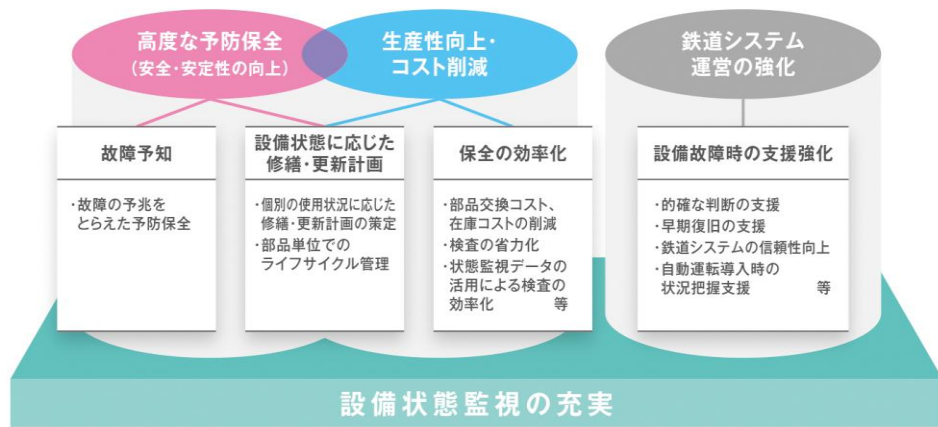 高度な予防保全
（安全・安定性の向上）
生産性向上・
コスト削減
鉄道システム
運営の強化
故障予知
・故障の予兆を
とらえた予防保全
設備状態に応じた
修繕・更新計画
・個別の使用状況に応じた
修繕・更新計画の策定
・部品単位での
ライフサイクル管理
保全の効率化
・部品交換コスト、
在庫コストの削減
・検査の省力化
・状態監視データの
活用による検査の
効率化 等
設備故障時の支援強化
・的確な判断の支援
・早期復旧の支援
・鉄道システムの信頼性向上
・自動運転導入時の
状況把握支援 等
設備状態監視の充実